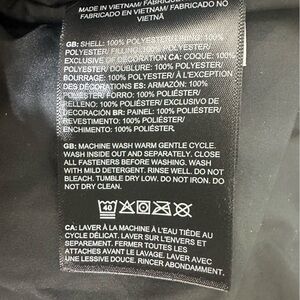 MADE IN VIETNAM/ FABRIQUÉ
FABRICADO EN VIETNAM/ FABRICADO NO
VIETNÃ
GB: SHELL: 100% POLYESTER/LINING: 100%
POLYESTER/ FILLING: 100% POLYESTER/
EXCLUSIVE OF DECORATION CA: COQUE: 100%
POLYESTER/ DOUBLURE: 100% POLYESTER/
BOURRAGE: 100% POLYESTER/ À L'EXCEPTION
DES DÉCORATIONS ES: ARMAZÓN: 100%
POLIÉSTER/ FORRO: 100% POLIÉSTER/
RELLENO: 100% POLIÉSTER/ EXCLUSIVO DE
DECORACIÓN BR: PAINEL: 100% POLIÉSTER/
REVESTIMENTO: 100% POLIÉSTER/
ENCHIMENTO: 100% POLIÉSTER.
GB: MACHINE WASH WARM GENTLE CYCLE.
WASH INSIDE OUT AND SEPARATELY. CLOSE
ALL FASTENERS BEFORE WASHING. WASH
WITH MILD DETERGENT. RINSE WELL. DO NOT
BLEACH. TUMBLE DRY LOW. DO NOT IRON. DO
NOT DRY CLEAN.
40
CA: LAVER À LA MACHINE À L'EAU TIÈDE AU
CYCLE DÉLICAT. LAVER SUR L'ENVERS ET
SÉPAREMENT. FERMER TOUTES LES
ATTACHES AVANT LE LAVAGE. LAVER AVEC
UNE LESSIVE DOUCE. RINCER ABONDAMMENT.